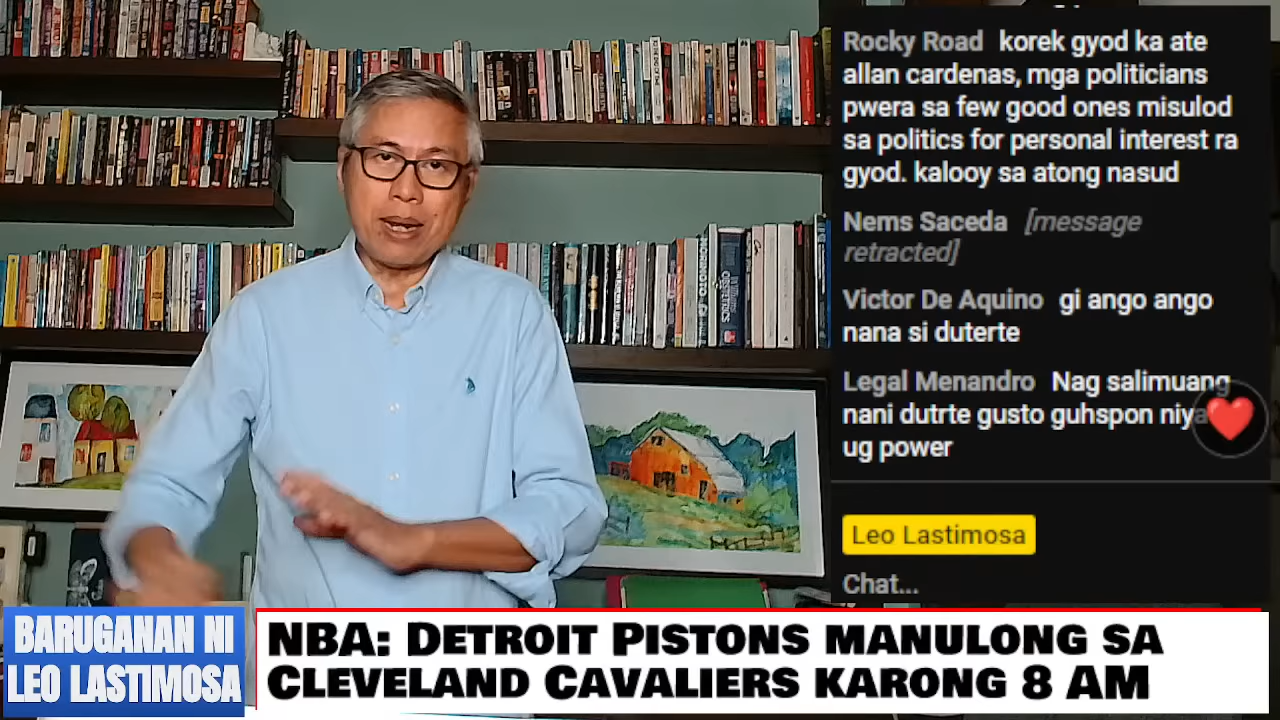 Rocky Road korek gyod ka ate
allan cardenas, mga politicians
pwera sa few good ones misulod
sa politics for personal interest ra
gyod. kalooy sa atong nasud
Nems Saceda [message
retracted]
Victor De Aquino gi ango ango
nana si duterte
Legal Menandro Nag salimuang
nani dutrte gusto guhspon niya
ug power
Leo Lastimosa
Chat...
BARUGANAN NI
LEO LASTIMOSA
NBA: DETROIT PISTONS MANULONG SA
CLEVELAND CAVALIERS KARONG 8 AM